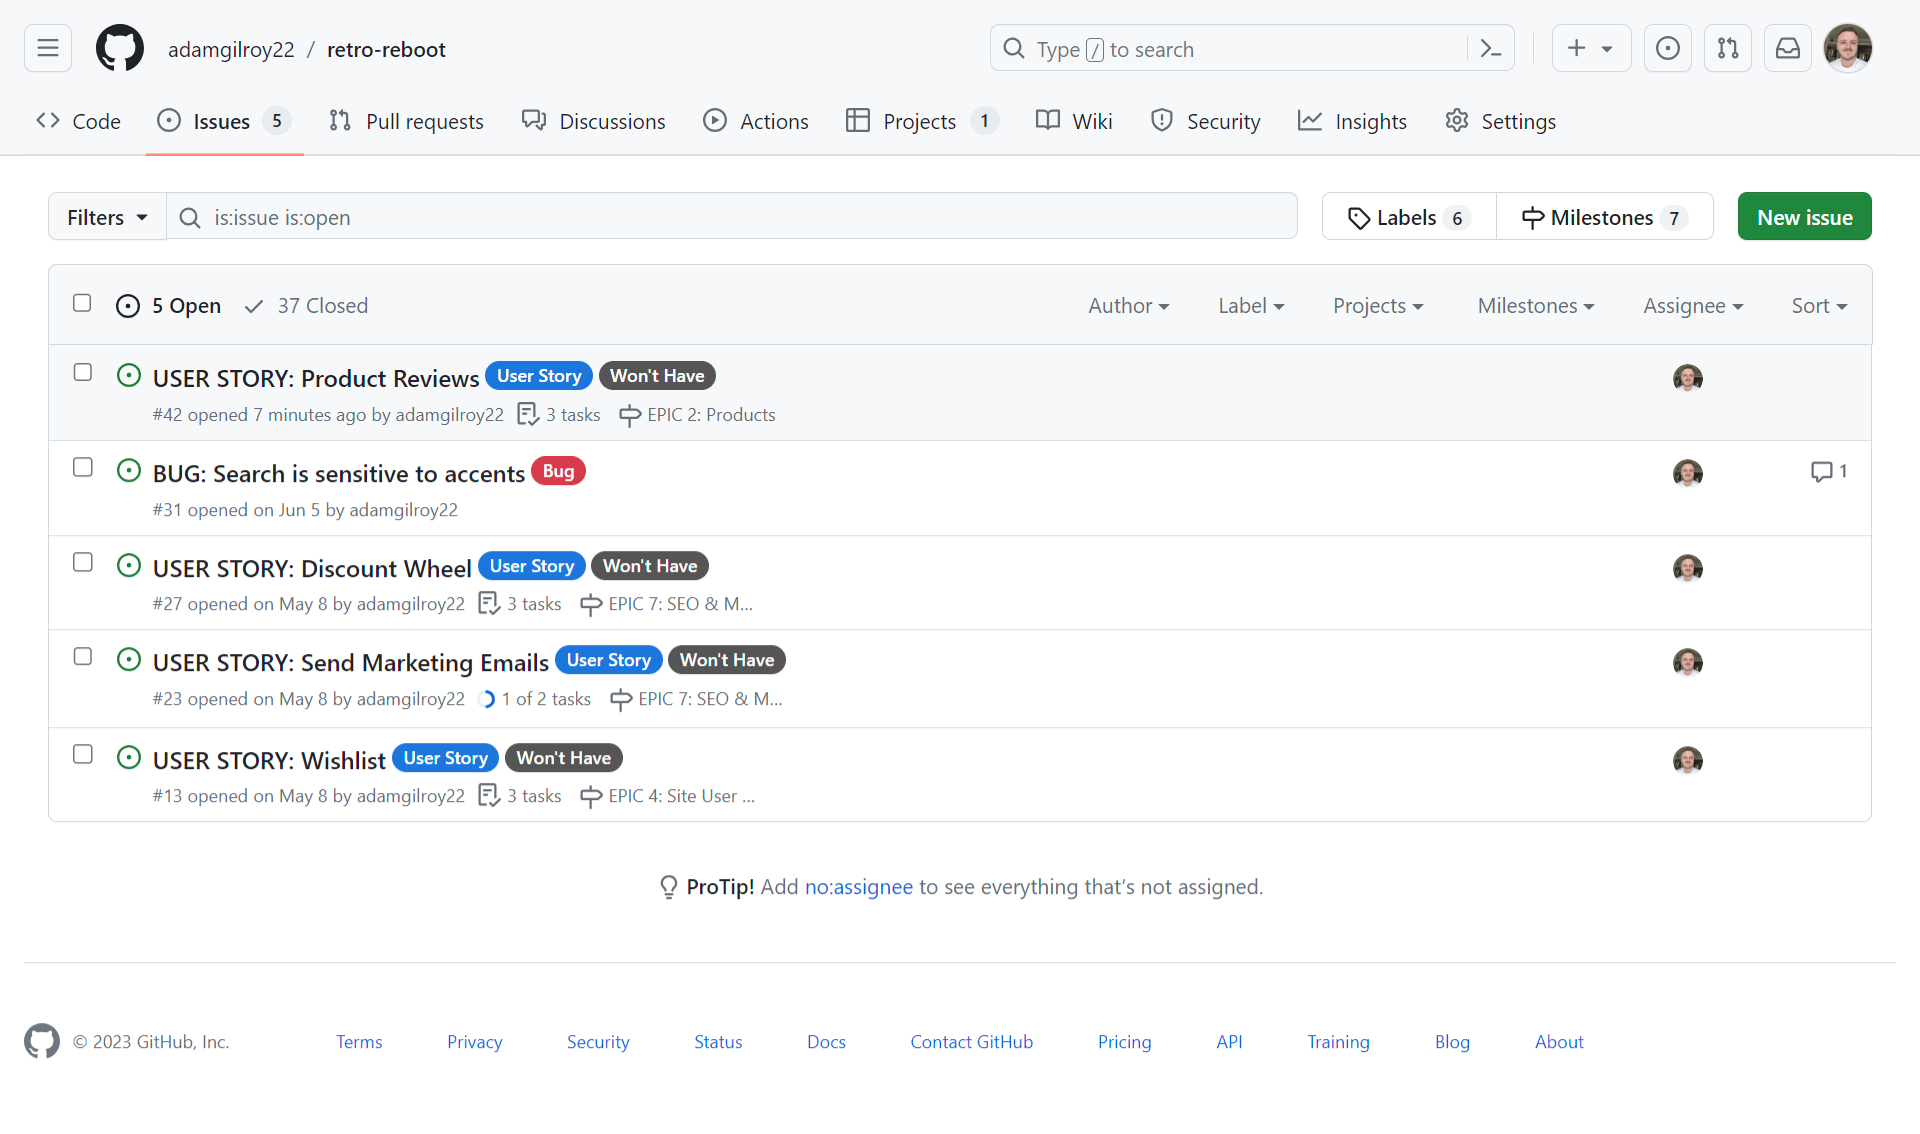 adamgilroy22 / retro-reboot
Type / to search
Code
Issues 5
Pull requests
Discussions
Actions
Projects 1
Wiki
Security
Insights
Settings
Filters
is:issue is:open
Labels 6
Milestones 7
New issue
5 Open
37 Closed
Author
Label
Projects
Milestones
Assignee
Sort
USER STORY: Product Reviews User Story Won't Have
#42 opened 7 minutes ago by adamgilroy22 3 tasks EPIC 2: Products
BUG: Search is sensitive to accents Bug
1
#31 opened on Jun 5 by adamgilroy22
USER STORY: Discount Wheel User Story Won't Have
#27 opened on May 8 by adamgilroy22 3 tasks EPIC 7: SEO & M...
USER STORY: Send Marketing Emails User Story Won't Have
#23 opened on May 8 by adamgilroy22 1 of 2 tasks EPIC 7: SEO & M...
USER STORY: Wishlist User Story Won't Have
#13 opened on May 8 by adamgilroy22 3 tasks EPIC 4: Site User ...
ProTip! Add no:assignee to see everything that’s not assigned.
© 2023 GitHub, Inc.
Terms
Privacy
Security
Status
Docs
Contact GitHub
Pricing
API
Training
Blog
About